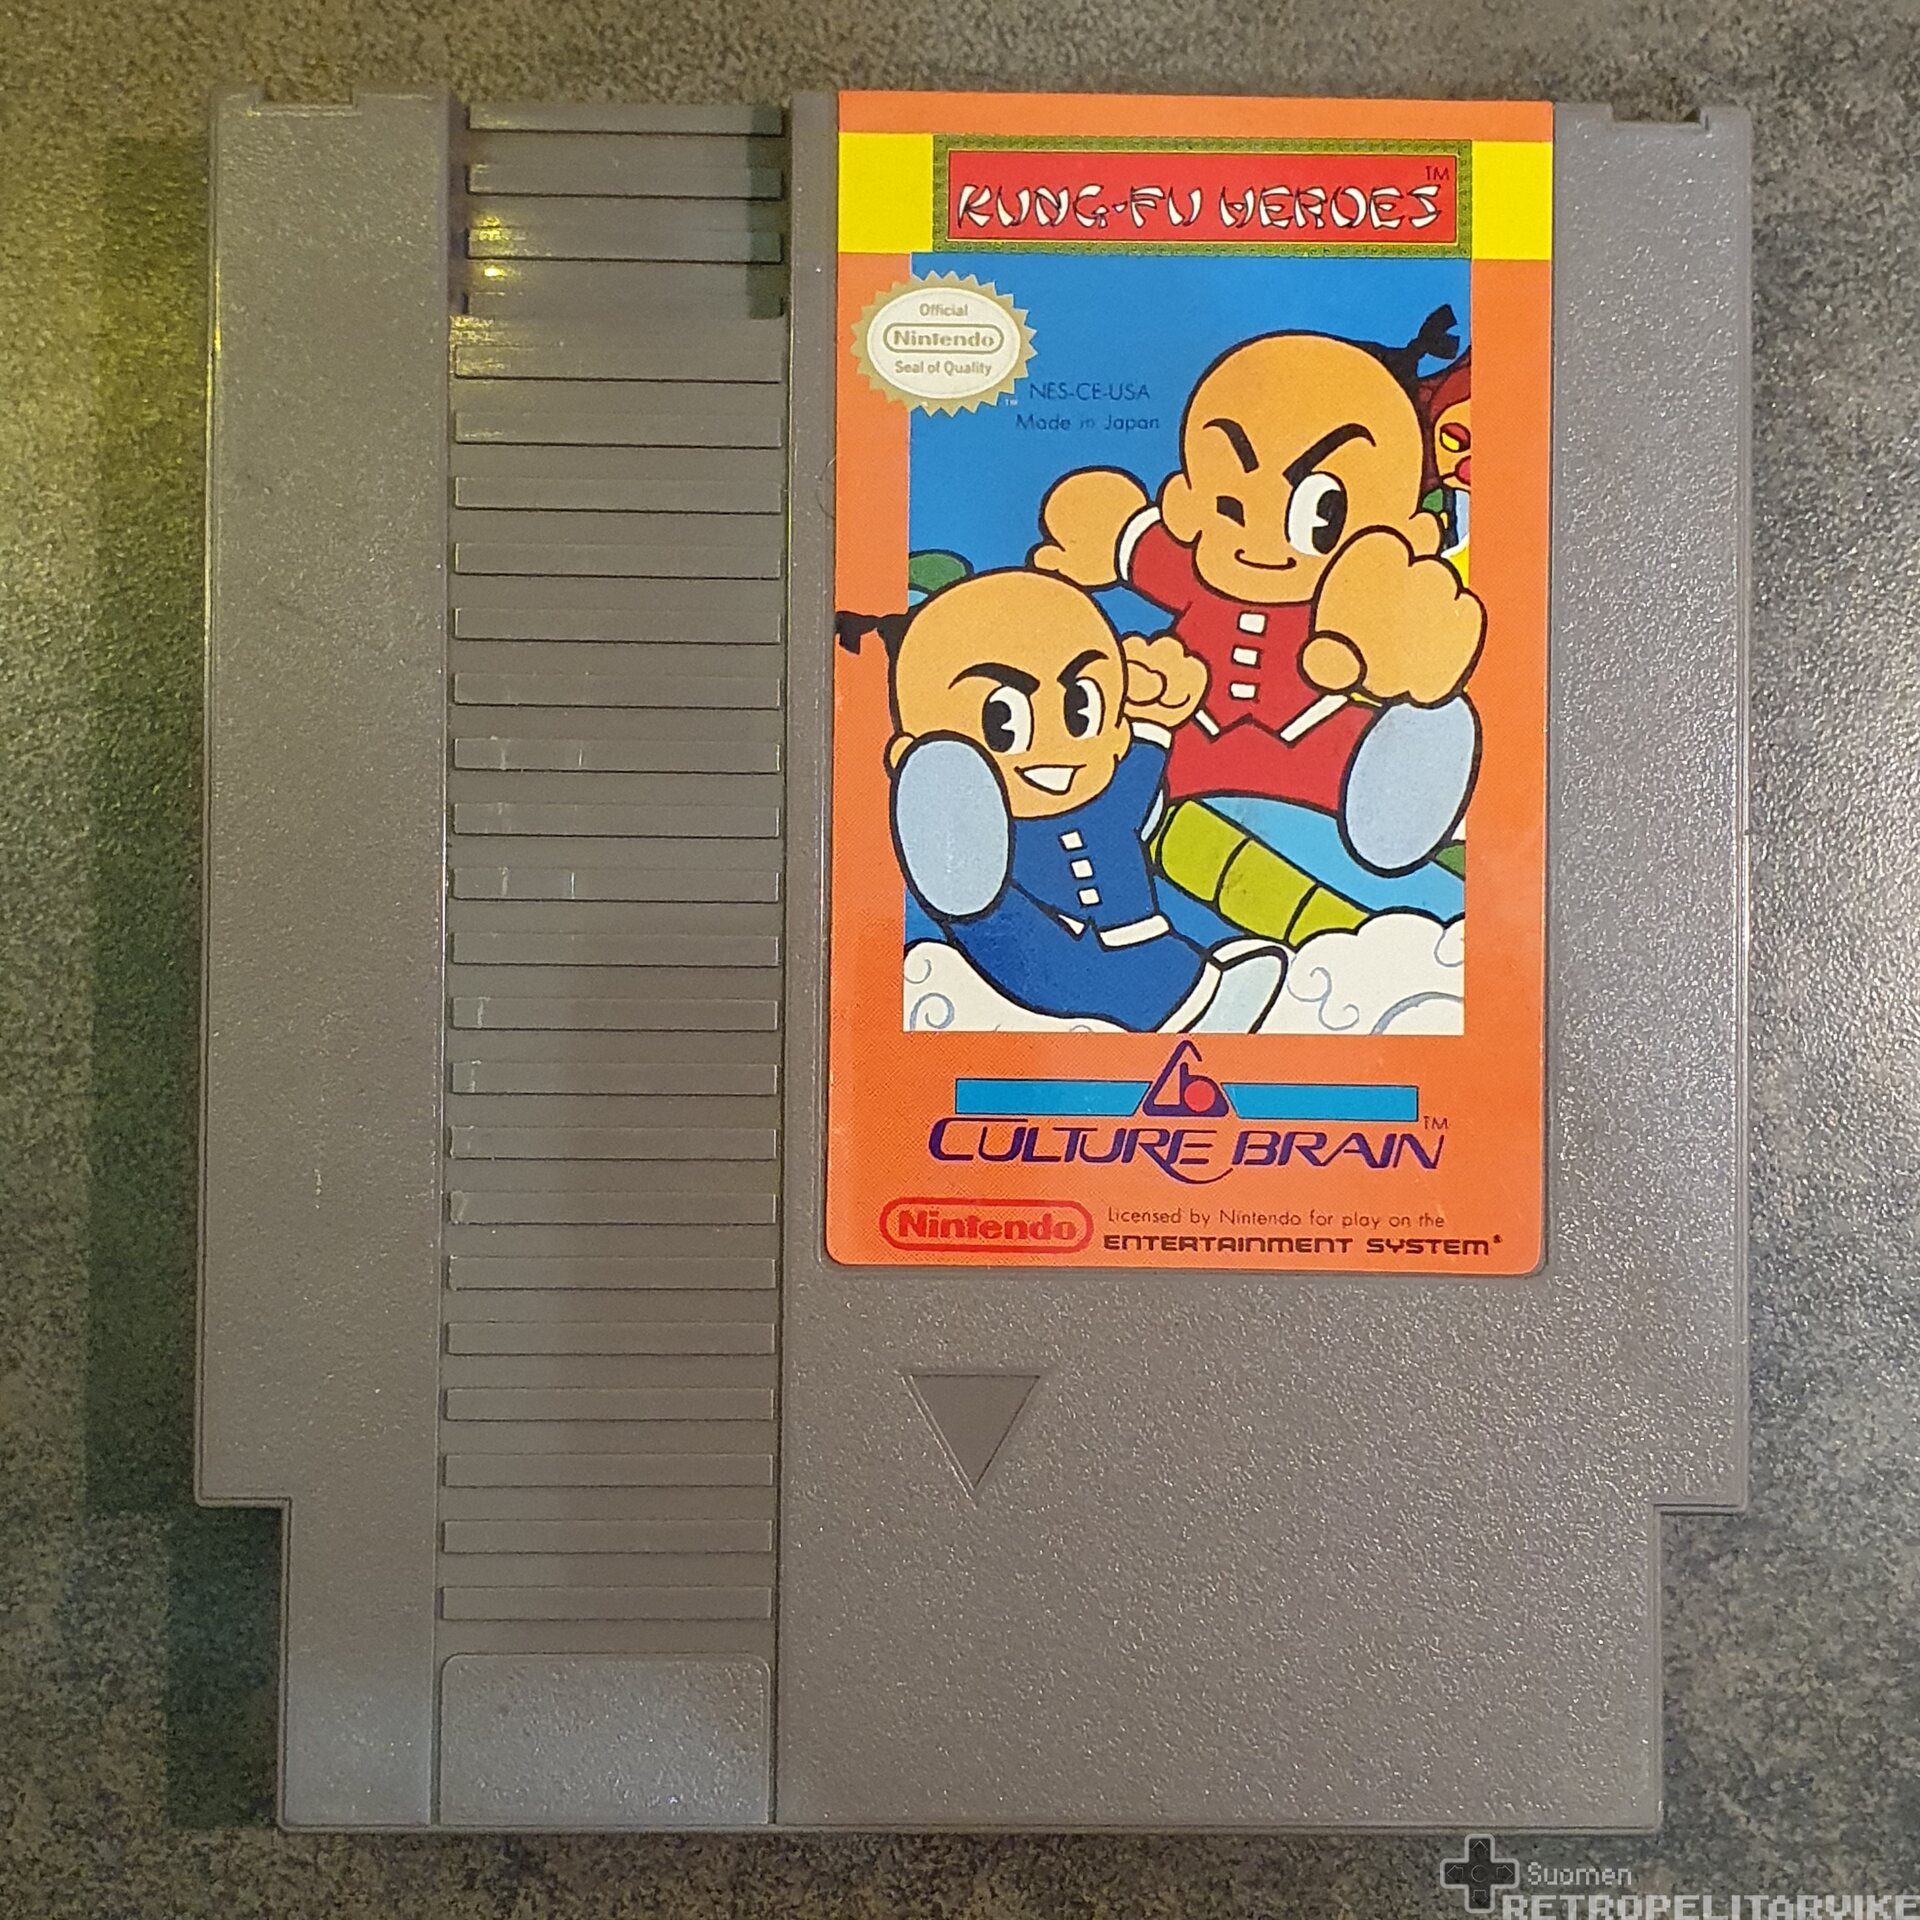 KUNG-FU HEROES™
Official
Nintendo
Seal of Quality
™
NES-CE-USA
Made in Japan
CULTURE BRAIN™
Nintendo
Licensed by Nintendo for play on the
ENTERTAINMENT SYSTEM®
Suomen
RETROPELITARVIKE